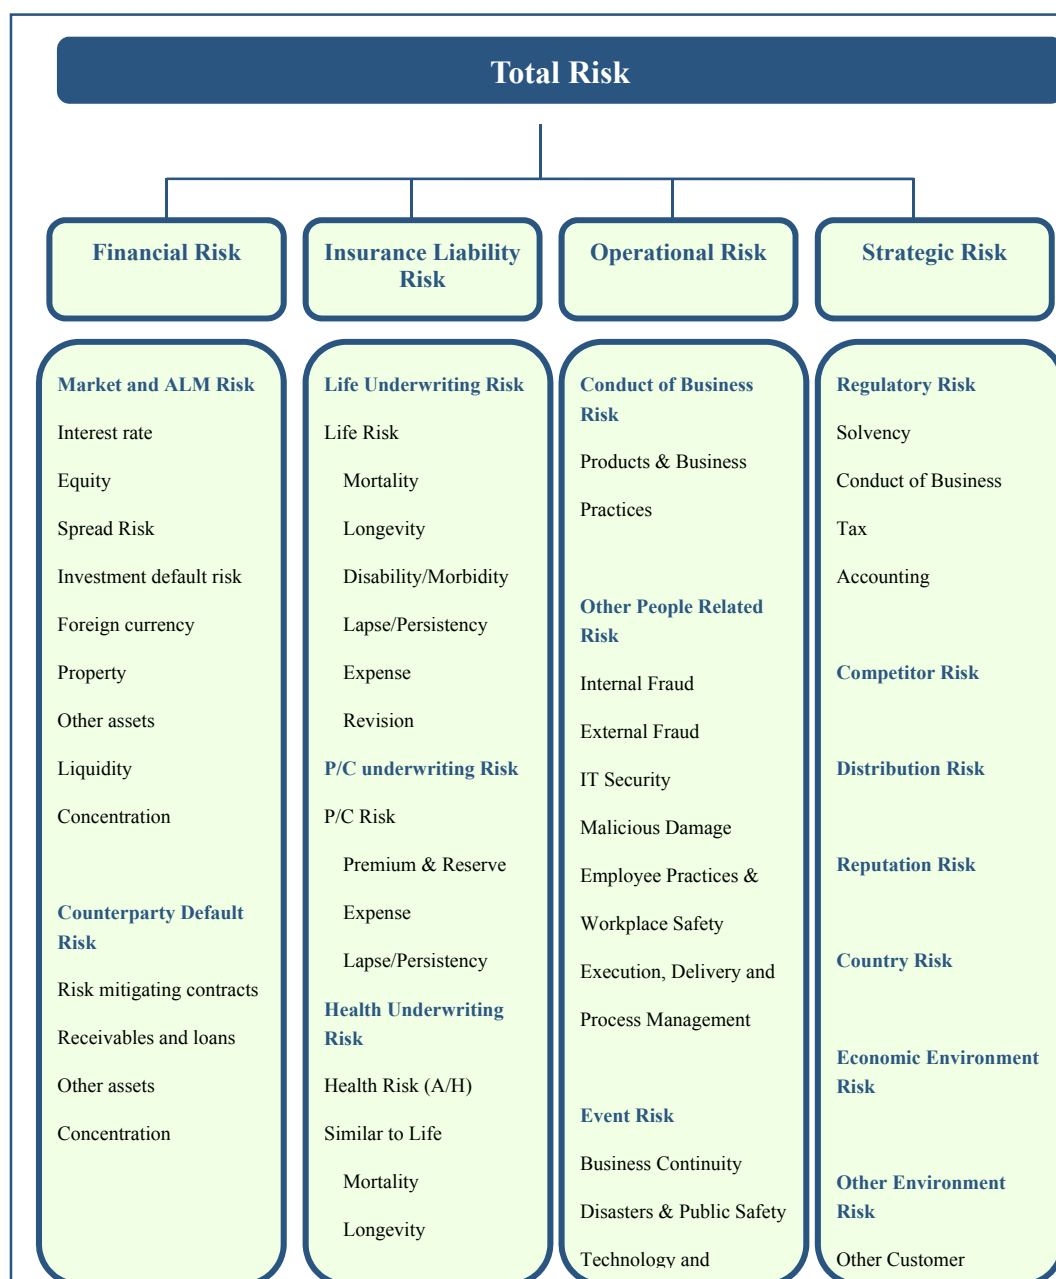 Total Risk
Financial Risk
Insurance Liability
Risk
Operational Risk
Strategic Risk
Market and ALM Risk
Interest rate
Equity
Spread Risk
Investment default risk
Foreign currency
Property
Other assets
Liquidity
Concentration
Counterparty Default
Risk
Risk mitigating contracts
Receivables and loans
Other assets
Concentration
Life Underwriting Risk
Life Risk
Mortality
Longevity
Disability/Morbidity
Lapse/Persistency
Expense
Revision
P/C underwriting Risk
P/C Risk
Premium & Reserve
Expense
Lapse/Persistency
Health Underwriting
Risk
Health Risk (A/H)
Similar to Life
Mortality
Longevity
Conduct of Business
Risk
Products & Business
Practices
Other People Related
Risk
Internal Fraud
External Fraud
IT Security
Malicious Damage
Employee Practices &
Workplace Safety
Execution, Delivery and
Process Management
Event Risk
Business Continuity
Disasters & Public Safety
Technology and
Regulatory Risk
Solvency
Conduct of Business
Tax
Accounting
Competitor Risk
Distribution Risk
Reputation Risk
Country Risk
Economic Environment
Risk
Other Environment
Risk
Other Customer